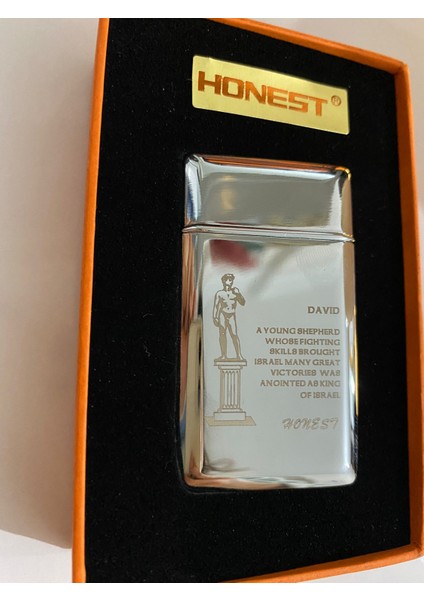 HONEST®
DAVID
A YOUNG SHEPHERD
WHOSE FIGHTING
SKILLS BROUGHT
ISRAEL MANY GREAT
VICTORIES WAS
ANOINTED AS KING
OF ISRAEL
HONEST